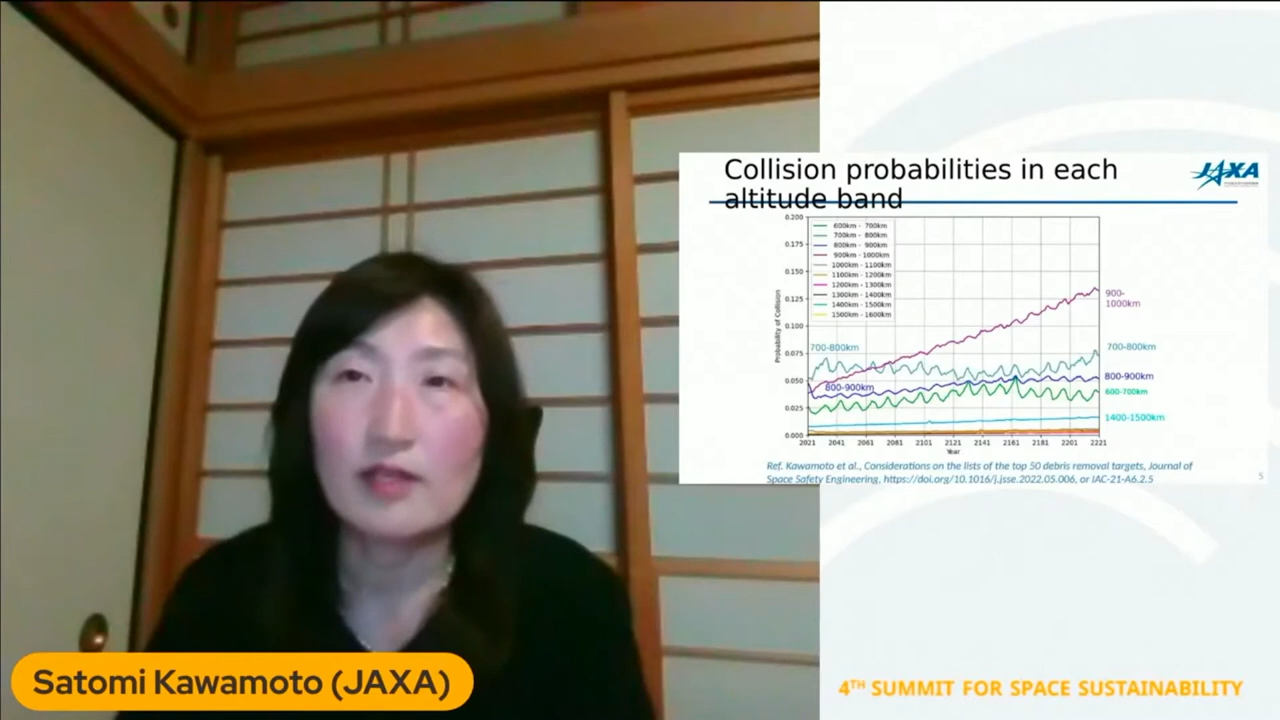 Collision probabilities in each
altitude band
JAXA
0.200
0.175
0.150
0.125
0.100
0.075
0.050
0.025
0.000
Probability of Collision
600km - 700km
700km - 800km
800km - 900km
900km - 1000km
1000km - 1100km
1100km - 1200km
1200km - 1300km
1300km - 1400km
1400km - 1500km
1500km - 1600km
700-800km
800-900km
900-
1000km
700-800km
800-900km
600-700km
1400-1500km
2021 2041 2061 2081 2101 2121 2141 2161 2181 2201 2221
Year
Ref. Kawamoto et al., Considerations on the lists of the top 50 debris removal targets, Journal of
Space Safety Engineering, https://doi.org/10.1016/j.jsse.2022.05.006, or IAC-21-A6.2.5
5
Satomi Kawamoto (JAXA)
4TH SUMMIT FOR SPACE SUSTAINABILITY